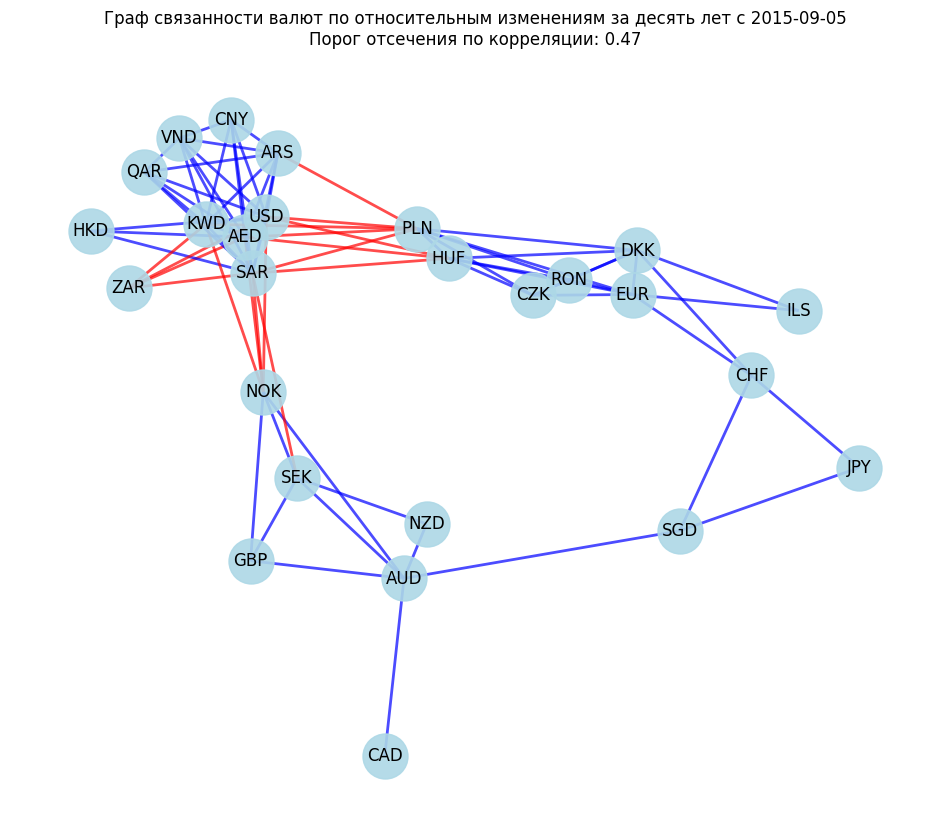 Граф связанности валют по относительным изменениям за десять лет с 2015-09-05
Порог отсечения по корреляции: 0.47
CNY
VND
ARS
QAR
USD
KWD
HKD
AED
PLN
DKK
HUF
SAR
RON
ZAR
CZK
EUR
ILS
CHF
NOK
JPY
SEK
NZD
SGD
GBP
AUD
CAD